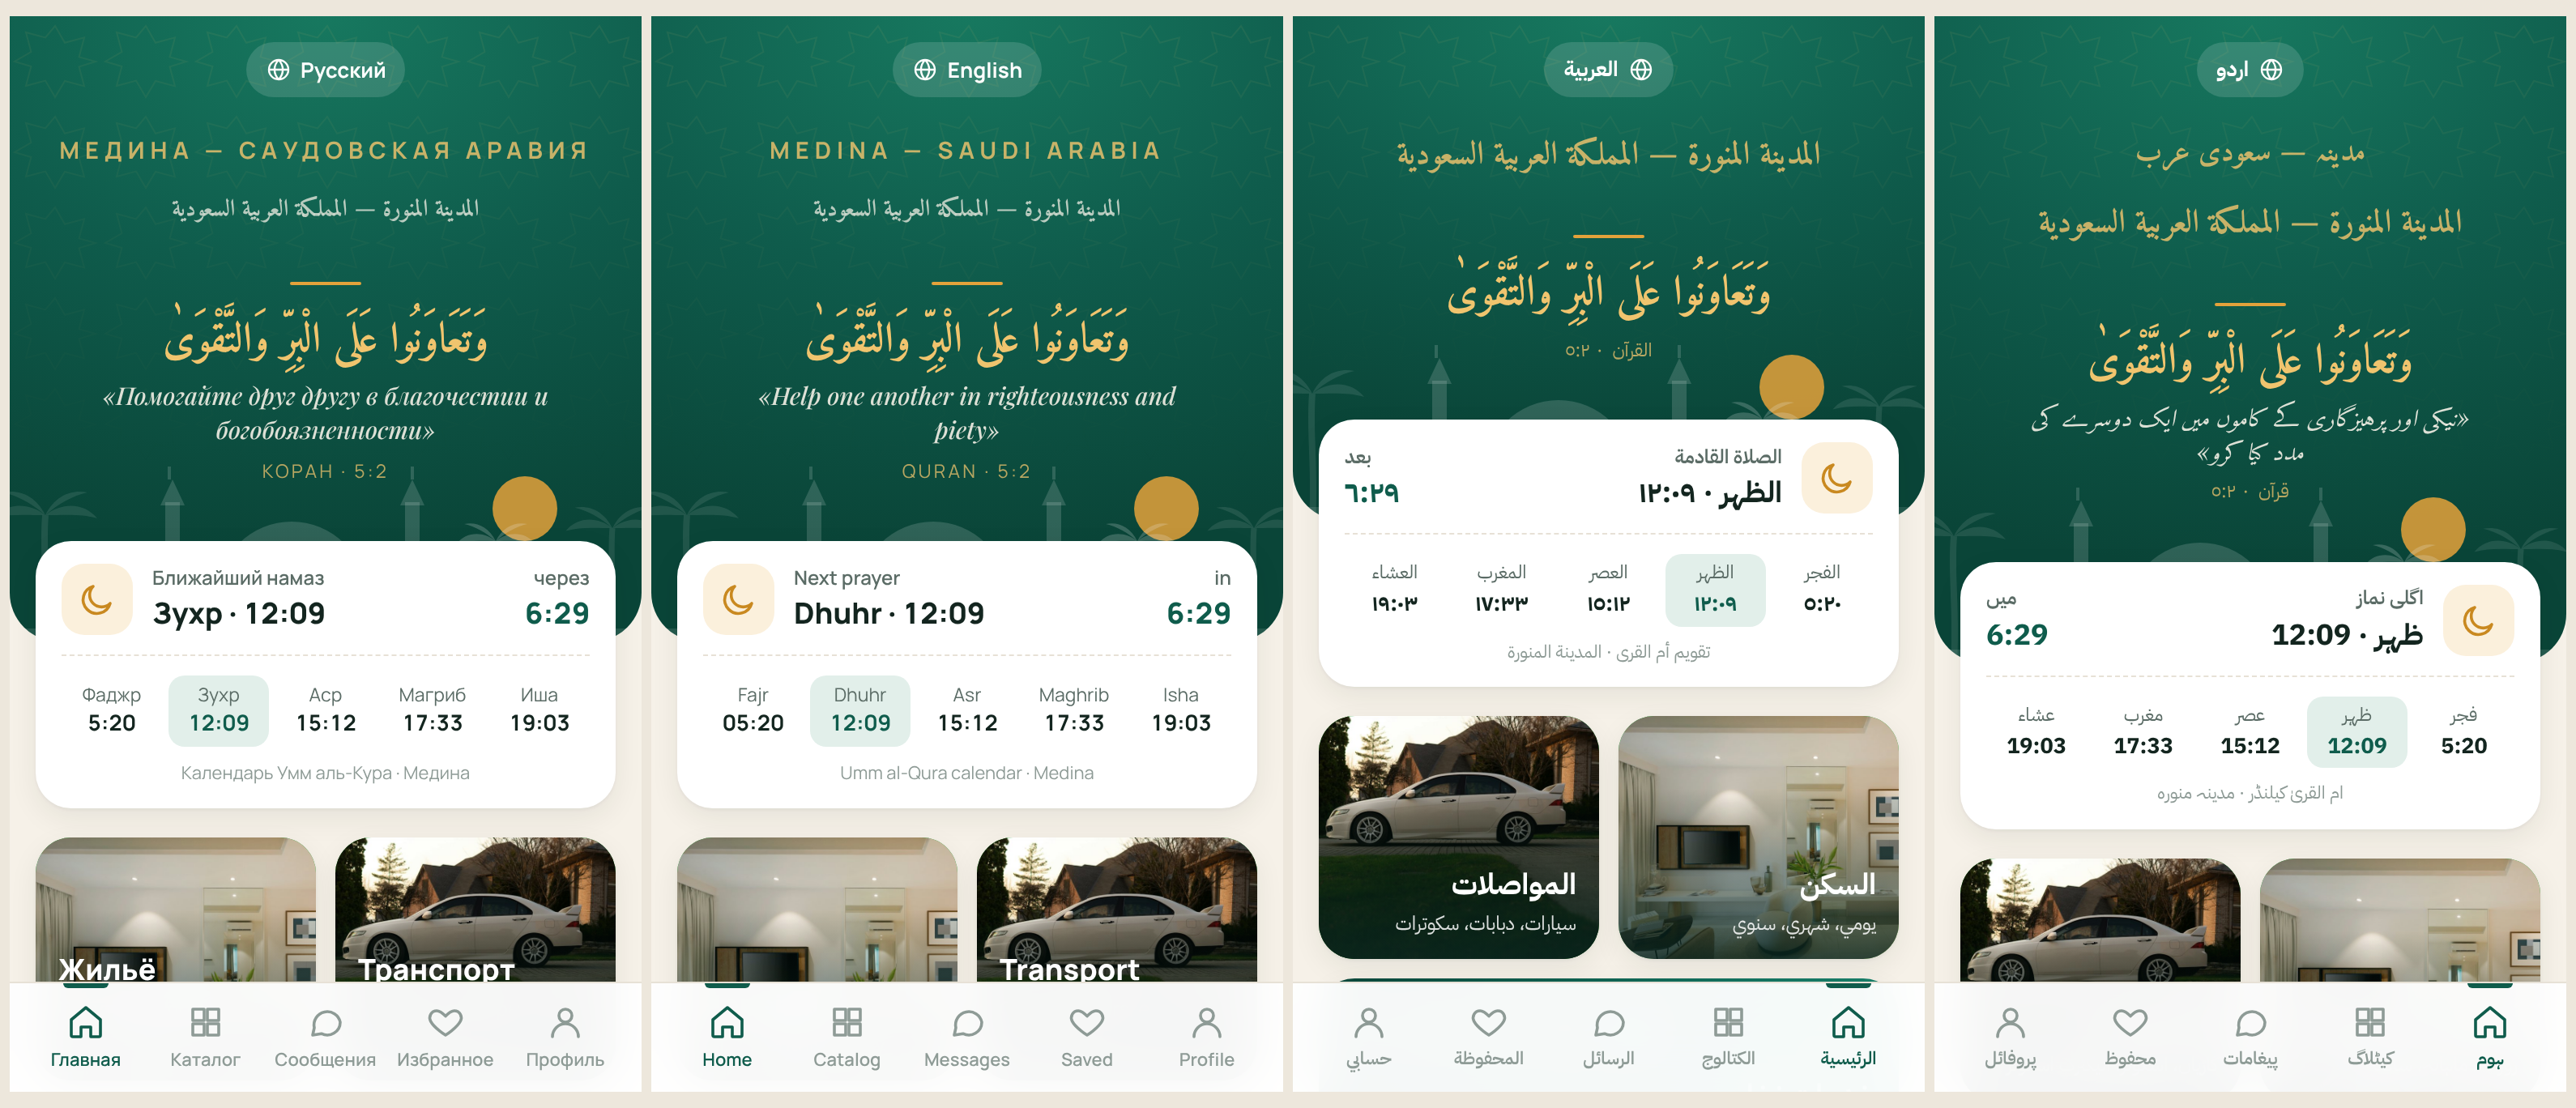 Русский
МЕДИНА — САУДОВСКАЯ АРАВИЯ
المدينة المنورة — المملكة العربية السعودية
وَتَعَاوَنُوا عَلَى الْبِرِّ وَالتَّقْوَىٰ
«Помогайте друг другу в благочестии и
богобоязненности»
КОРАН · 5:2
Ближайший намаз
через
Зухр · 12:09
6:29
Фаджр Зухр Аср Магриб Иша
5:20 12:09 15:12 17:33 19:03
Календарь Умм аль-Кура · Медина
Жильё
Транспорт
Главная Каталог Сообщения Избранное Профиль
English
MEDINA — SAUDI ARABIA
المدينة المنورة — المملكة العربية السعودية
وَتَعَاوَنُوا عَلَى الْبِرِّ وَالتَّقْوَىٰ
«Help one another in righteousness and
piety»
QURAN · 5:2
Next prayer
in
Dhuhr · 12:09
6:29
Fajr Dhuhr Asr Maghrib Isha
05:20 12:09 15:12 17:33 19:03
Umm al-Qura calendar · Medina
Transport
Home Catalog Messages Saved Profile
العربية
المدينة المنورة — المملكة العربية السعودية
وَتَعَاوَنُوا عَلَى الْبِرِّ وَالتَّقْوَىٰ
القرآن · ٥:٢
الصلاة القادمة
بعد
الظهر · ١٢:٠٩
٦:٢٩
الفجر الظهر العصر المغرب العشاء
٥:٢٠ ١٢:٠٩ ١٥:١٢ ١٧:٣٣ ١٩:٠٣
تقويم أم القرى · المدينة المنورة
السكن
يومي، شهري، سنوي
المواصلات
سيارات، دبابات، سكوترات
الرئيسية الكتالوج الرسائل المحفوظة حسابي
اردو
مدینہ — سعودی عرب
المدينة المنورة — المملكة العربية السعودية
وَتَعَاوَنُوا عَلَى الْبِرِّ وَالتَّقْوَىٰ
«نیکی اور پرهیزگاری کے کاموں میں ایک دوسرے کی
مدد کیا کرو»
قرآن · ٥:٢
اگلی نماز
میں
ظہر · 12:09
6:29
فجر ظہر عصر مغرب عشاء
5:20 12:09 15:12 17:33 19:03
ام القریٰ کیلنڈر · مدینہ منورہ
ہوم کیٹلاگ پیغامات محفوظ پروفائل